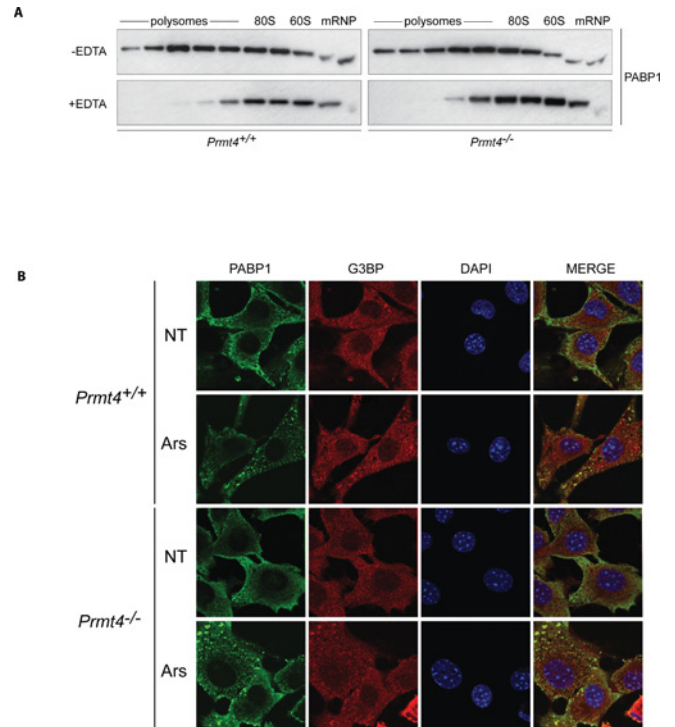 A
polysomes 80S 60S mRNP polysomes 80S 60S mRNP
-EDTA
PABP1
+EDTA
Prmt4+/+ Prmt4-/-
B
PABP1 G3BP DAPI MERGE
NT
Prmt4+/+
Ars
NT
Prmt4-/-
Ars